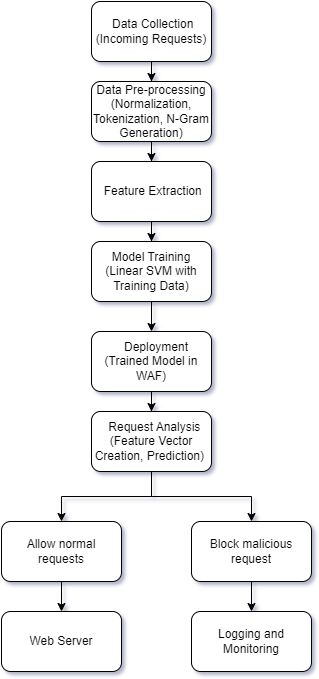 Data Collection
(Incoming Requests)
Data Pre-processing
(Normalization,
Tokenization, N-Gram
Generation)
Feature Extraction
Model Training
(Linear SVM with
Training Data)
Deployment
(Trained Model in
WAF)
Request Analysis
(Feature Vector
Creation, Prediction)
Allow normal
requests
Block malicious
request
Web Server
Logging and
Monitoring